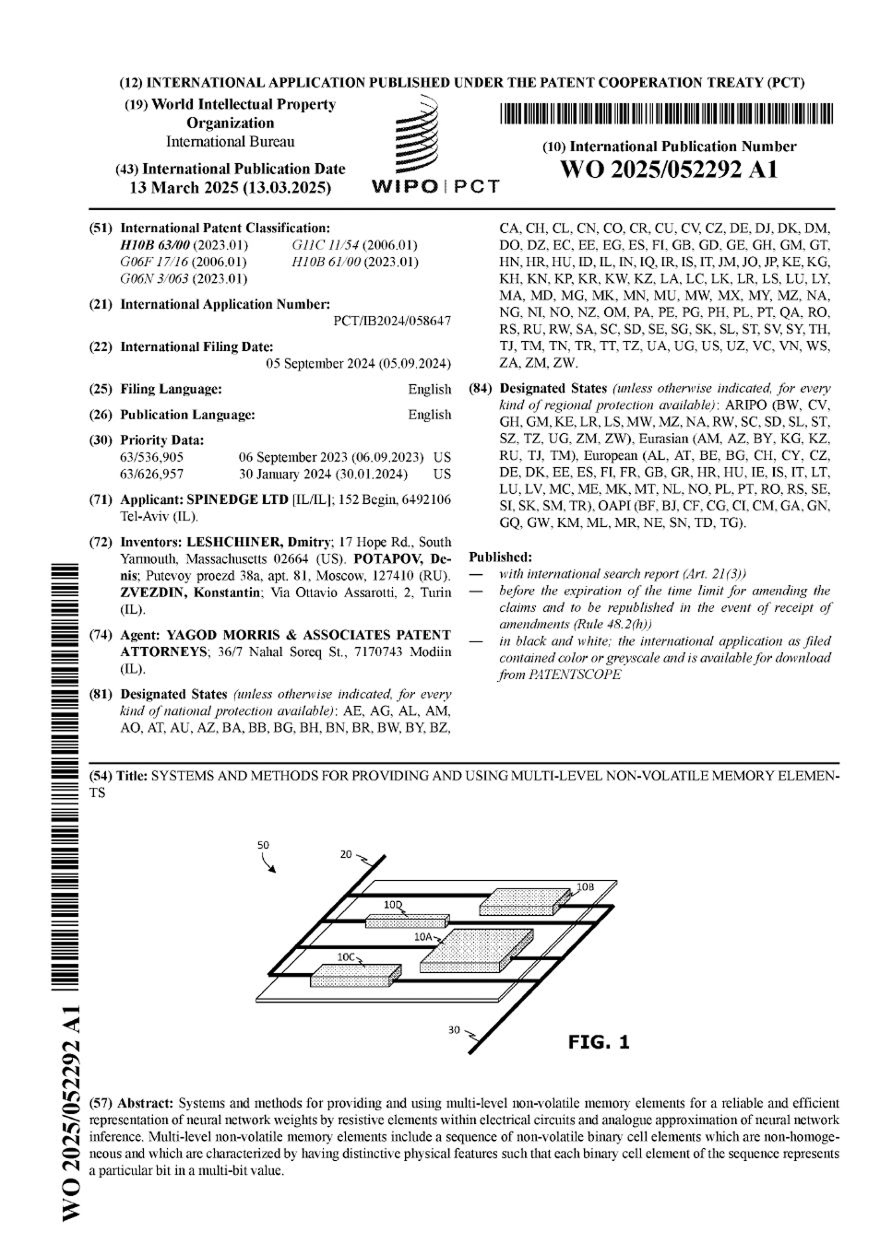 (12) INTERNATIONAL APPLICATION PUBLISHED UNDER THE PATENT COOPERATION TREATY (PCT)
(19) World Intellectual Property
Organization
International Bureau
(43) International Publication Date
13 March 2025 (13.03.2025)
WIPO | PCT
(10) International Publication Number
WO 2025/052292 A1
(51) International Patent Classification:
H10B 63/00 (2023.01) G11C 11/54 (2006.01)
G06F 17/16 (2006.01) H10B 61/00 (2023.01)
G06N 3/063 (2023.01)
(21) International Application Number:
PCT/IB2024/058647
(22) International Filing Date:
05 September 2024 (05.09.2024)
(25) Filing Language: English
(26) Publication Language: English
(30) Priority Data:
63/536,905 06 September 2023 (06.09.2023) US
63/626,957 30 January 2024 (30.01.2024) US
(71) Applicant: SPINEDGE LTD [IL/IL]; 152 Begin, 6492106
Tel-Aviv (IL).
(72) Inventors: LESHCHINER, Dmitry; 17 Hope Rd., South
Yarmouth, Massachusetts 02664 (US). POTAPOV, De-
nis; Putevoy proezd 38a, apt. 81, Moscow, 127410 (RU).
ZVEZDIN, Konstantin; Via Ottavio Assarotti, 2, Turin
(IL).
(74) Agent: YAGOD MORRIS & ASSOCIATES PATENT
ATTORNEYS; 36/7 Nahal Soreq St., 7170743 Modiin
(IL).
(81) Designated States (unless otherwise indicated, for every
kind of national protection available): AE, AG, AL, AM,
AO, AT, AU, AZ, BA, BB, BG, BH, BN, BR, BW, BY, BZ,
CA, CH, CL, CN, CO, CR, CU, CV, CZ, DE, DJ, DK, DM,
DO, DZ, EC, EE, EG, ES, FI, GB, GD, GE, GH, GM, GT,
HN, HR, HU, ID, IL, IN, IQ, IR, IS, IT, JM, JO, JP, KE, KG,
KH, KN, KP, KR, KW, KZ, LA, LC, LK, LR, LS, LU, LY,
MA, MD, MG, MK, MN, MU, MW, MX, MY, MZ, NA,
NG, NI, NO, NZ, OM, PA, PE, PG, PH, PL, PT, QA, RO,
RS, RU, RW, SA, SC, SD, SE, SG, SK, SL, ST, SV, SY, TH,
TJ, TM, TN, TR, TT, TZ, UA, UG, US, UZ, VC, VN, WS,
ZA, ZM, ZW.
(84) Designated States (unless otherwise indicated, for every
kind of regional protection available): ARIPO (BW, CV,
GH, GM, KE, LR, LS, MW, MZ, NA, RW, SC, SD, SL, ST,
SZ, TZ, UG, ZM, ZW), Eurasian (AM, AZ, BY, KG, KZ,
RU, TJ, TM), European (AL, AT, BE, BG, CH, CY, CZ,
DE, DK, EE, ES, FI, FR, GB, GR, HR, HU, IE, IS, IT, LT,
LU, LV, MC, ME, MK, MT, NL, NO, PL, PT, RO, RS, SE,
SI, SK, SM, TR), OAPI (BF, BJ, CF, CG, CI, CM, GA, GN,
GQ, GW, KM, ML, MR, NE, SN, TD, TG).
Published:
— with international search report (Art. 21(3))
— before the expiration of the time limit for amending the
claims and to be republished in the event of receipt of
amendments (Rule 48.2(h))
— in black and white; the international application as filed
contained color or greyscale and is available for download
from PATENTSCOPE
(54) Title: SYSTEMS AND METHODS FOR PROVIDING AND USING MULTI-LEVEL NON-VOLATILE MEMORY ELEMEN-
TS
50
20
10B
10D
10A
10C
30
FIG. 1
(57) Abstract: Systems and methods for providing and using multi-level non-volatile memory elements for a reliable and efficient
representation of neural network weights by resistive elements within electrical circuits and analogue approximation of neural network
inference. Multi-level non-volatile memory elements include a sequence of non-volatile binary cell elements which are non-homoge-
neous and which are characterized by having distinctive physical features such that each binary cell element of the sequence represents
a particular bit in a multi-bit value.
WO 2025/052292 A1